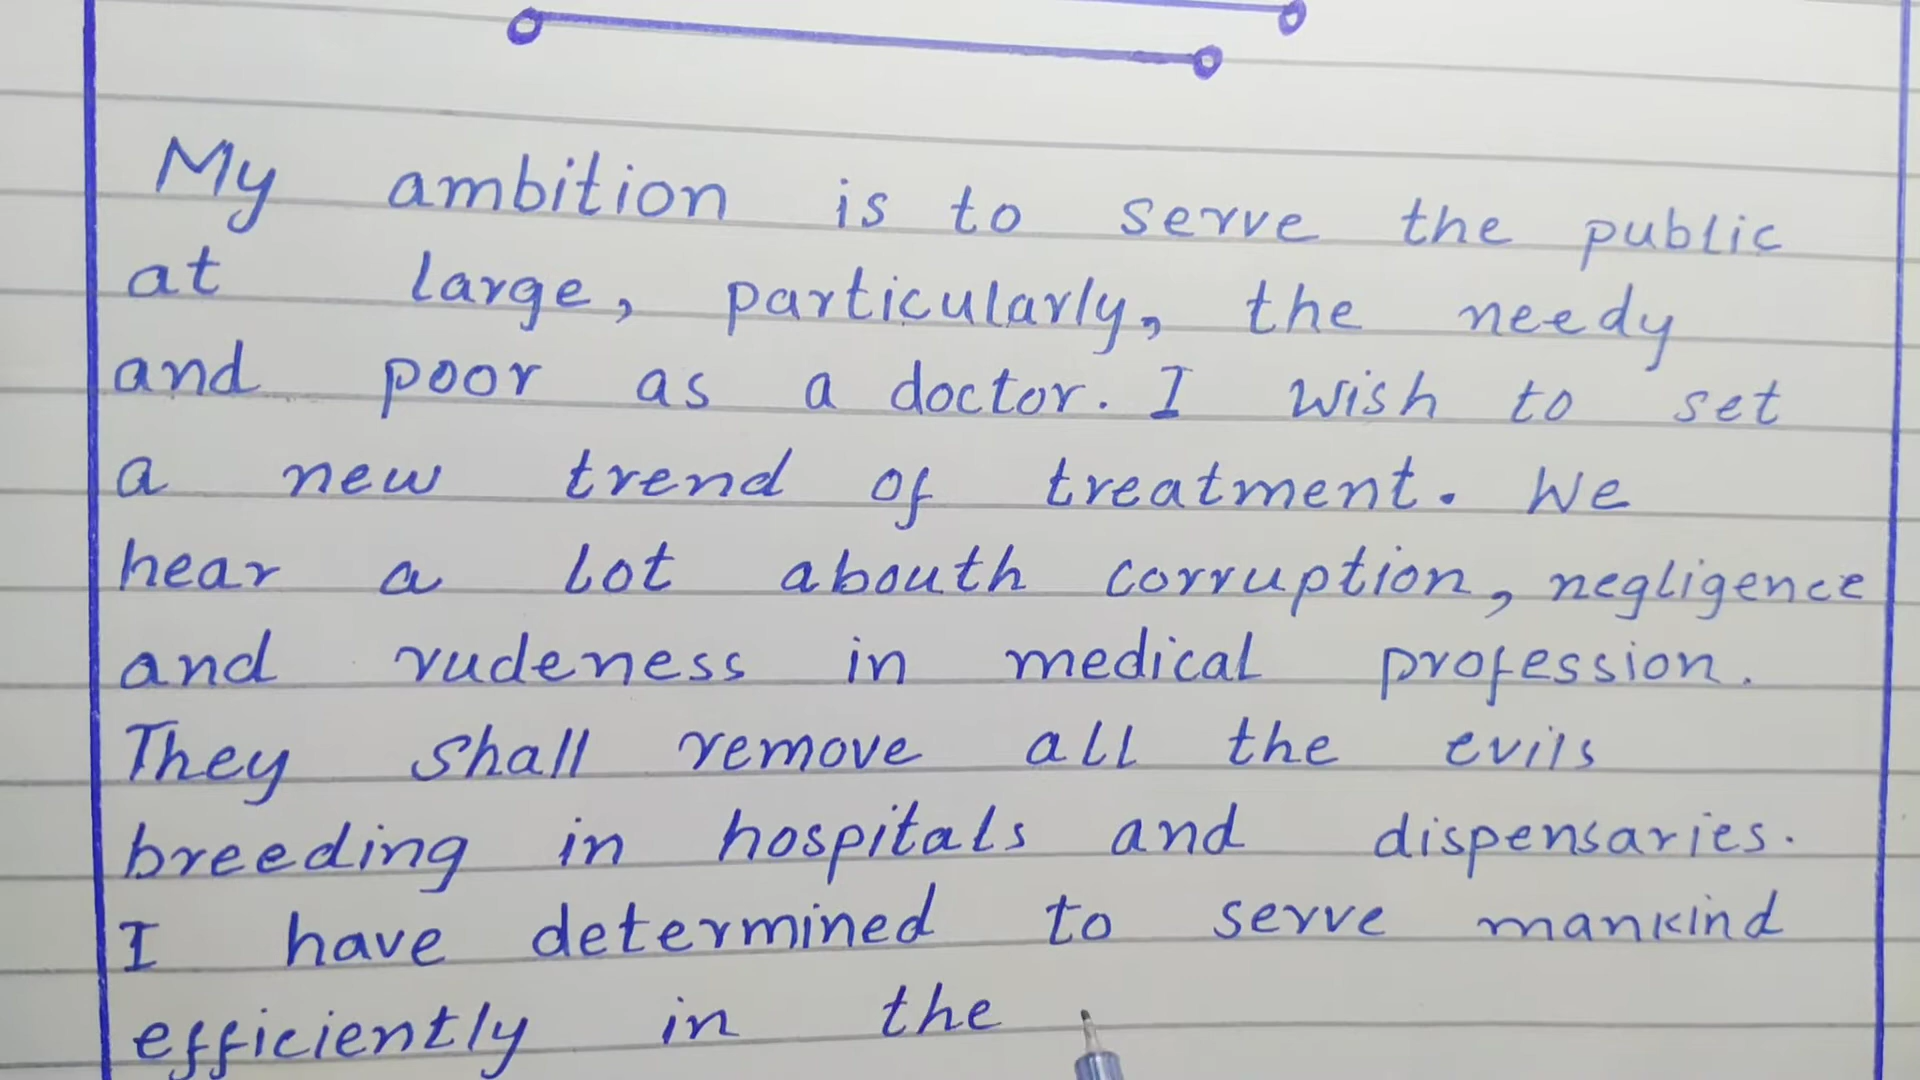 My ambition is to serve the public
at large, particularly, the needy
and poor as a doctor. I wish to set
a new trend of treatment. We
hear a lot abouth corruption, negligence
and rudeness in medical profession.
They shall remove all the evils
breeding in hospitals and dispensaries.
I have determined to serve mankind
efficiently in the